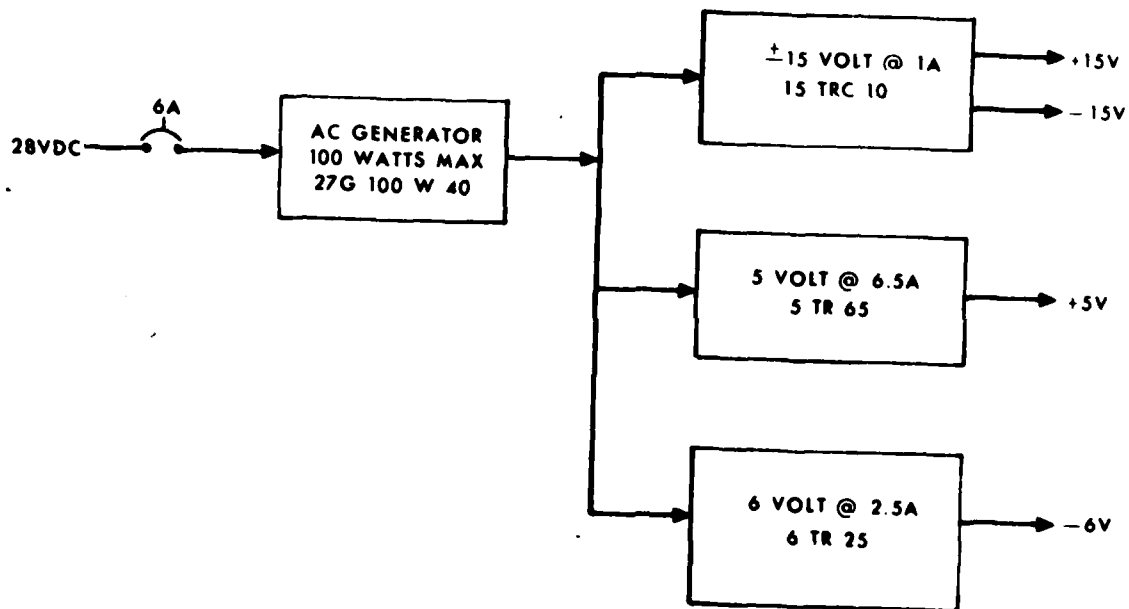 6A
28VDC
AC GENERATOR
100 WATTS MAX
27G 100 W 40
±15 VOLT @ 1A
15 TRC 10
+15V
-15V
5 VOLT @ 6.5A
5 TR 65
+5V
6 VOLT @ 2.5A
6 TR 25
-6V